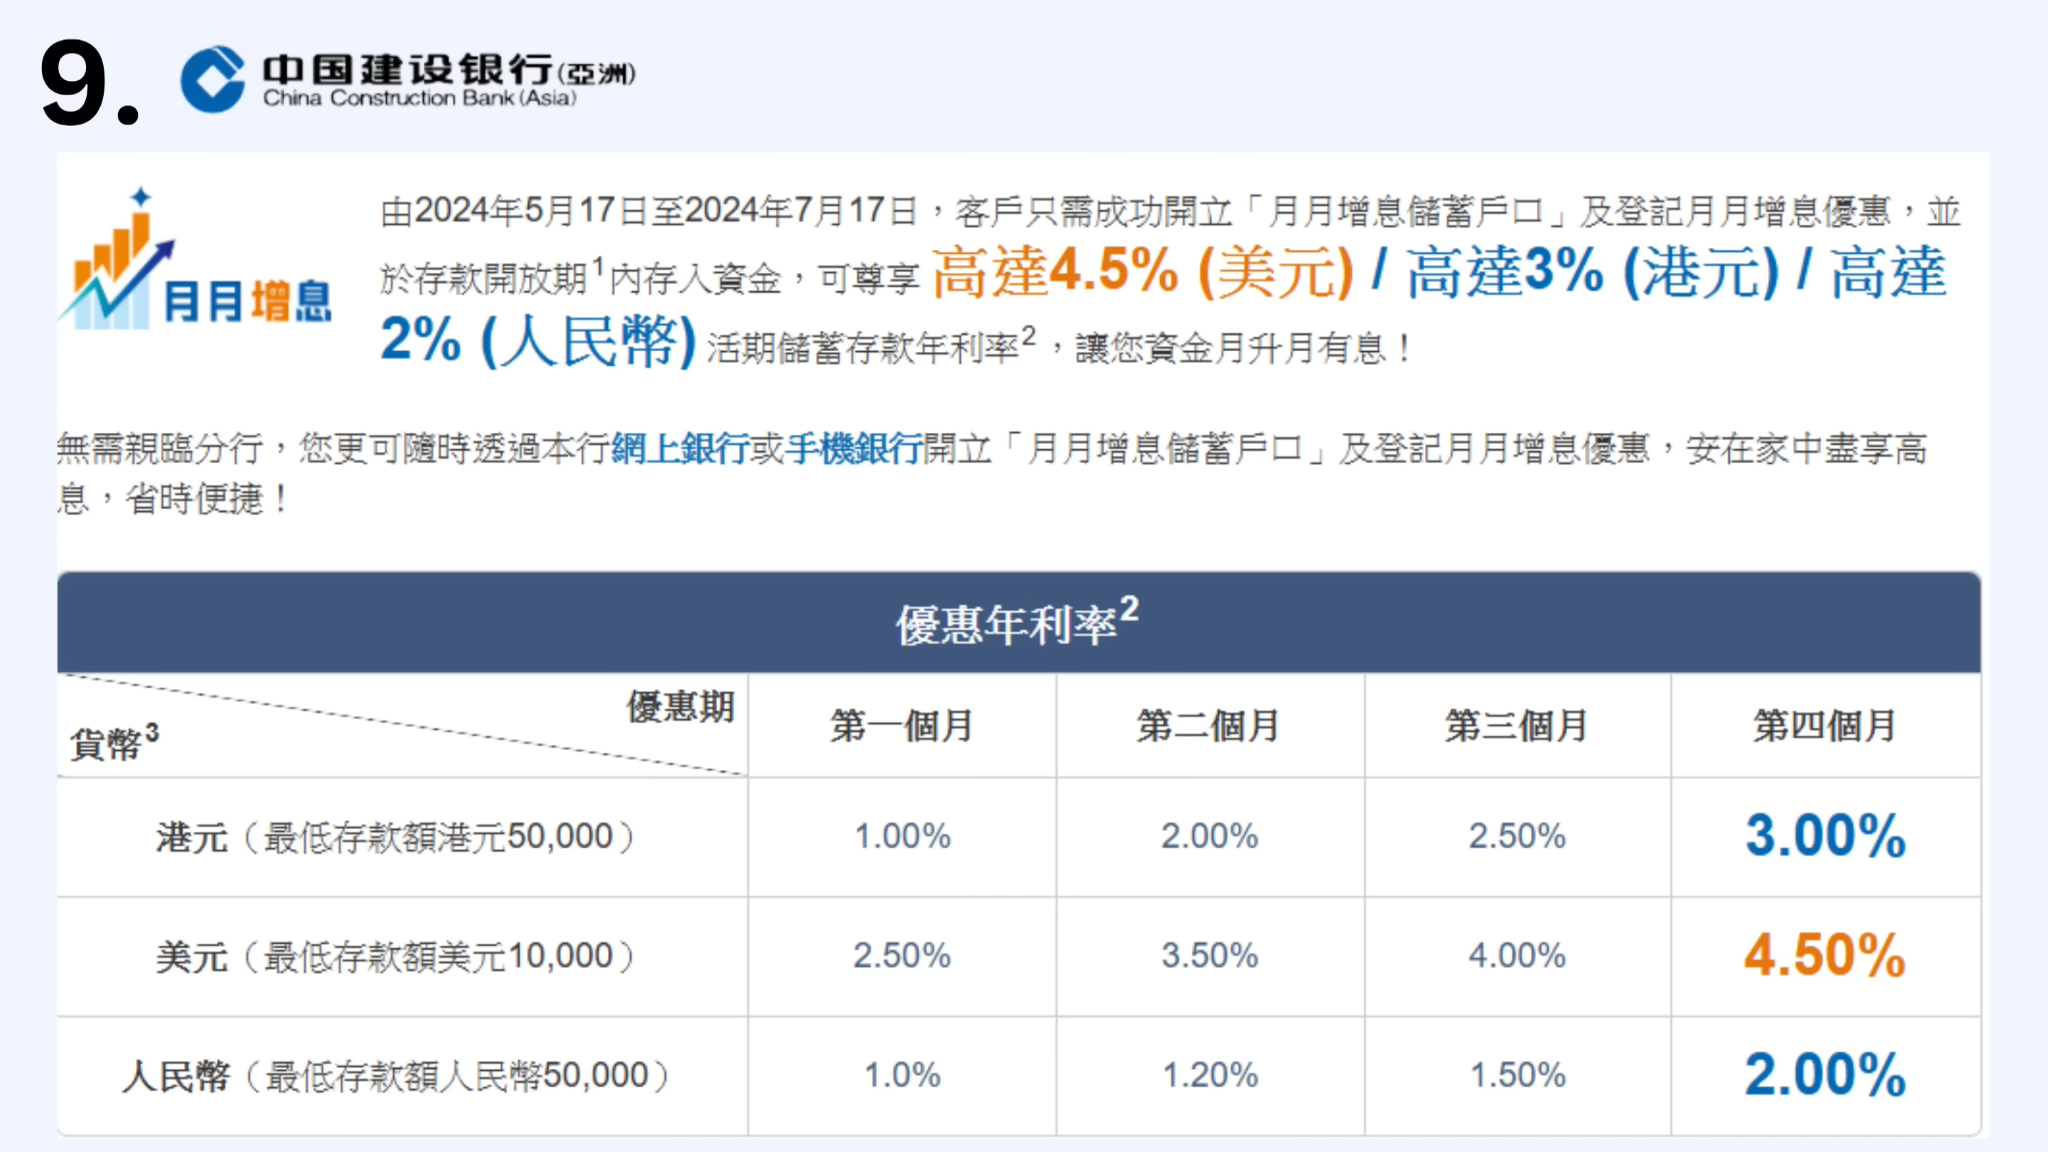 9.
中国建设银行(亞洲)
China Construction Bank (Asia)
月月增息
由2024年5月17日至2024年7月17日，客戶只需成功開立「月月增息儲蓄戶口」及登記月月增息優惠，並
於存款開放期1內存入資金，可尊享 高達4.5% (美元) / 高達3% (港元) / 高達
2% (人民幣) 活期儲蓄存款年利率2，讓您資金月升月有息！
無需親臨分行，您更可隨時透過本行網上銀行或手機銀行開立「月月增息儲蓄戶口」及登記月月增息優惠，安在家中盡享高
息，省時便捷！
優惠年利率2
優惠期
貨幣3
第一個月 第二個月 第三個月 第四個月
港元（最低存款額港元50,000） 1.00% 2.00% 2.50% 3.00%
美元（最低存款額美元10,000） 2.50% 3.50% 4.00% 4.50%
人民幣（最低存款額人民幣50,000） 1.0% 1.20% 1.50% 2.00%